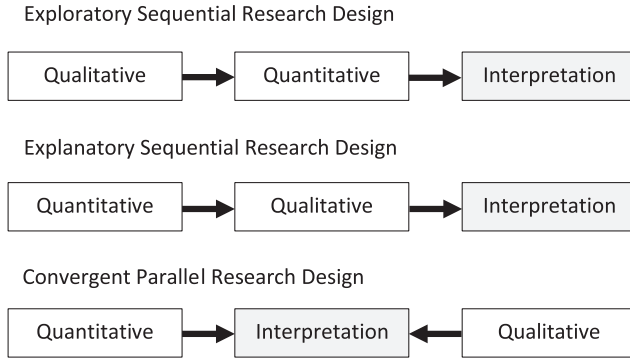 Exploratory Sequential Research Design
Qualitative Quantitative Interpretation
Explanatory Sequential Research Design
Quantitative Qualitative Interpretation
Convergent Parallel Research Design
Quantitative Interpretation Qualitative